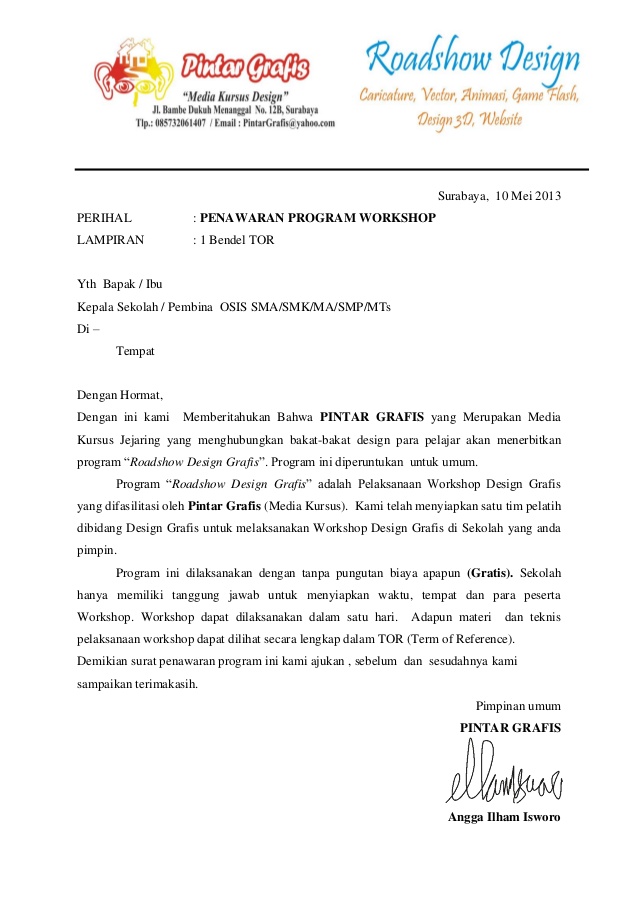 Pintar Grafis
"Media Kursus Design"
Jl. Bambe Dukuh Menanggal No. 12B, Surabaya
Tlp.: 085732061407 / Email : PintarGrafis@yahoo.com
Roadshow Design
Caricature, Vector, Animasi, Game Flash,
Design 3D, Website
Surabaya, 10 Mei 2013
PERIHAL : PENAWARAN PROGRAM WORKSHOP
LAMPIRAN : 1 Bendel TOR
Yth Bapak / Ibu
Kepala Sekolah / Pembina OSIS SMA/SMK/MA/SMP/MTs
Di –
Tempat
Dengan Hormat,
Dengan ini kami Memberitahukan Bahwa PINTAR GRAFIS yang Merupakan Media
Kursus Jejaring yang menghubungkan bakat-bakat design para pelajar akan menerbitkan
program “Roadshow Design Grafis”. Program ini diperuntukan untuk umum.
Program “Roadshow Design Grafis” adalah Pelaksanaan Workshop Design Grafis
yang difasilitasi oleh Pintar Grafis (Media Kursus). Kami telah menyiapkan satu tim pelatih
dibidang Design Grafis untuk melaksanakan Workshop Design Grafis di Sekolah yang anda
pimpin.
Program ini dilaksanakan dengan tanpa pungutan biaya apapun (Gratis). Sekolah
hanya memiliki tanggung jawab untuk menyiapkan waktu, tempat dan para peserta
Workshop. Workshop dapat dilaksanakan dalam satu hari. Adapun materi dan teknis
pelaksanaan workshop dapat dilihat secara lengkap dalam TOR (Term of Reference).
Demikian surat penawaran program ini kami ajukan , sebelum dan sesudahnya kami
sampaikan terimakasih.
Pimpinan umum
PINTAR GRAFIS
Angga Ilham Isworo